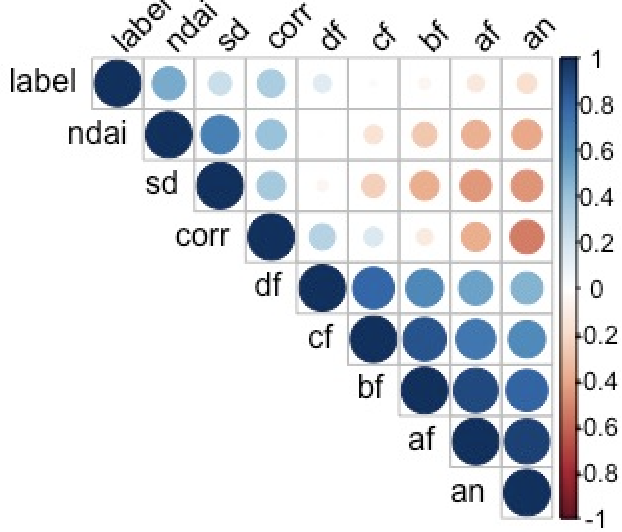 label ndai sd corr df cf bf af an
label
ndai
sd
corr
df
cf
bf
af
an
1
0.8
0.6
0.4
0.2
0
-0.2
-0.4
-0.6
-0.8
-1